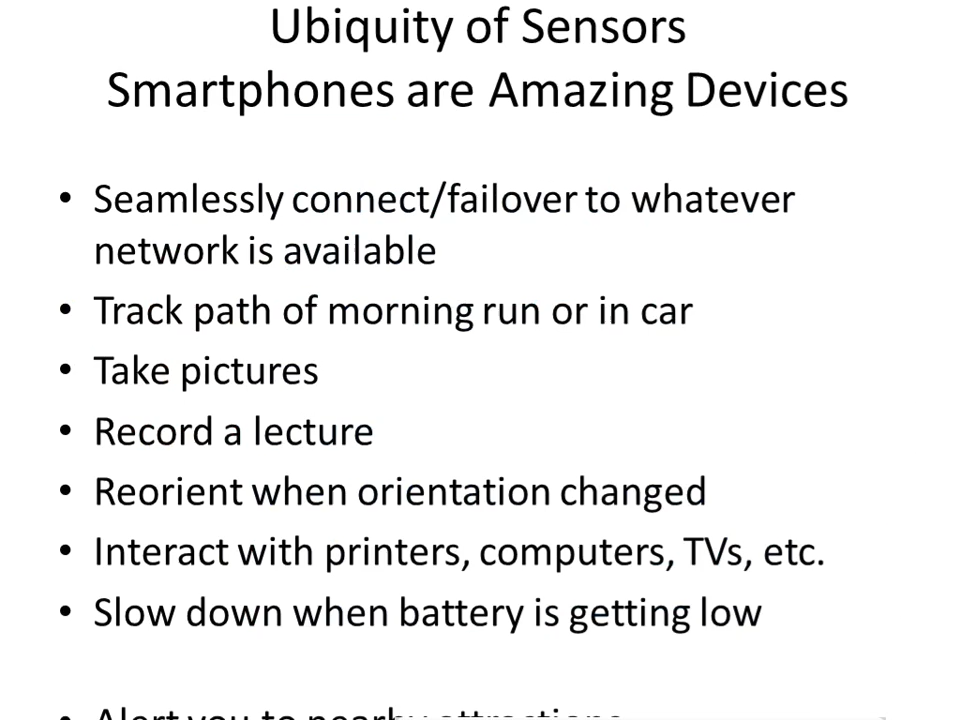 Ubiquity of Sensors
Smartphones are Amazing Devices
• Seamlessly connect/failover to whatever
network is available
• Track path of morning run or in car
• Take pictures
• Record a lecture
• Reorient when orientation changed
• Interact with printers, computers, TVs, etc.
• Slow down when battery is getting low
• Alert you to nearby attractions